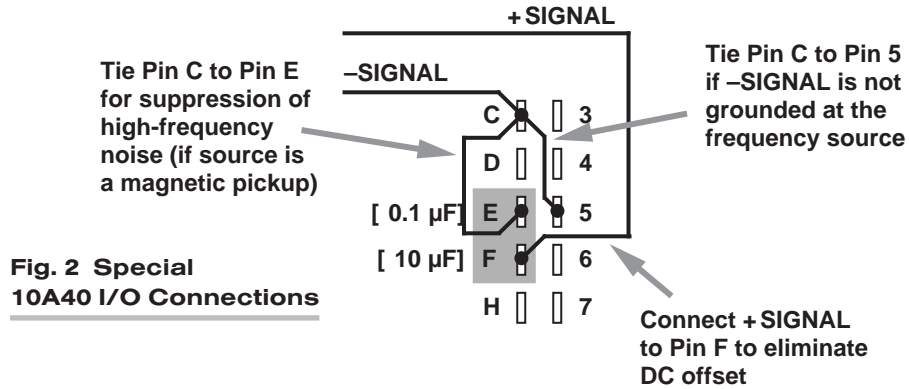 +SIGNAL
Tie Pin C to Pin E
for suppression of
high-frequency
noise (if source is
a magnetic pickup)
–SIGNAL
Tie Pin C to Pin 5
if –SIGNAL is not
grounded at the
frequency source
C 3
D 4
[ 0.1 µF] E 5
[ 10 µF] F 6
H 7
Fig. 2 Special
10A40 I/O Connections
Connect +SIGNAL
to Pin F to eliminate
DC offset